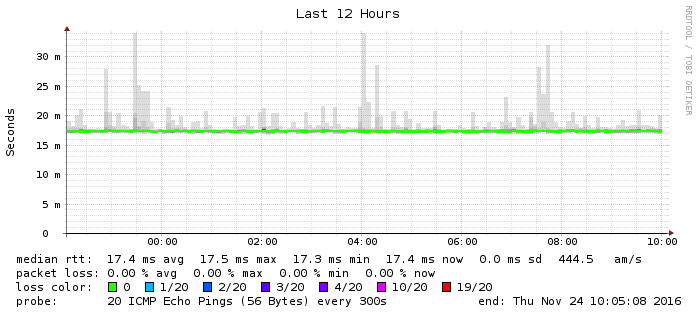 Last 12 Hours
RRDTOOL / TOBI OETIKER
Seconds
30 m
25 m
20 m
15 m
10 m
5 m
0
00:00 02:00 04:00 06:00 08:00 10:00
median rtt: 17.4 ms avg 17.5 ms max 17.3 ms min 17.4 ms now 0.0 ms sd 444.5 am/s
packet loss: 0.00 % avg 0.00 % max 0.00 % min 0.00 % now
loss color: 0 1/20 2/20 3/20 4/20 10/20 19/20
probe: 20 ICMP Echo Pings (56 Bytes) every 300s end: Thu Nov 24 10:05:08 2016